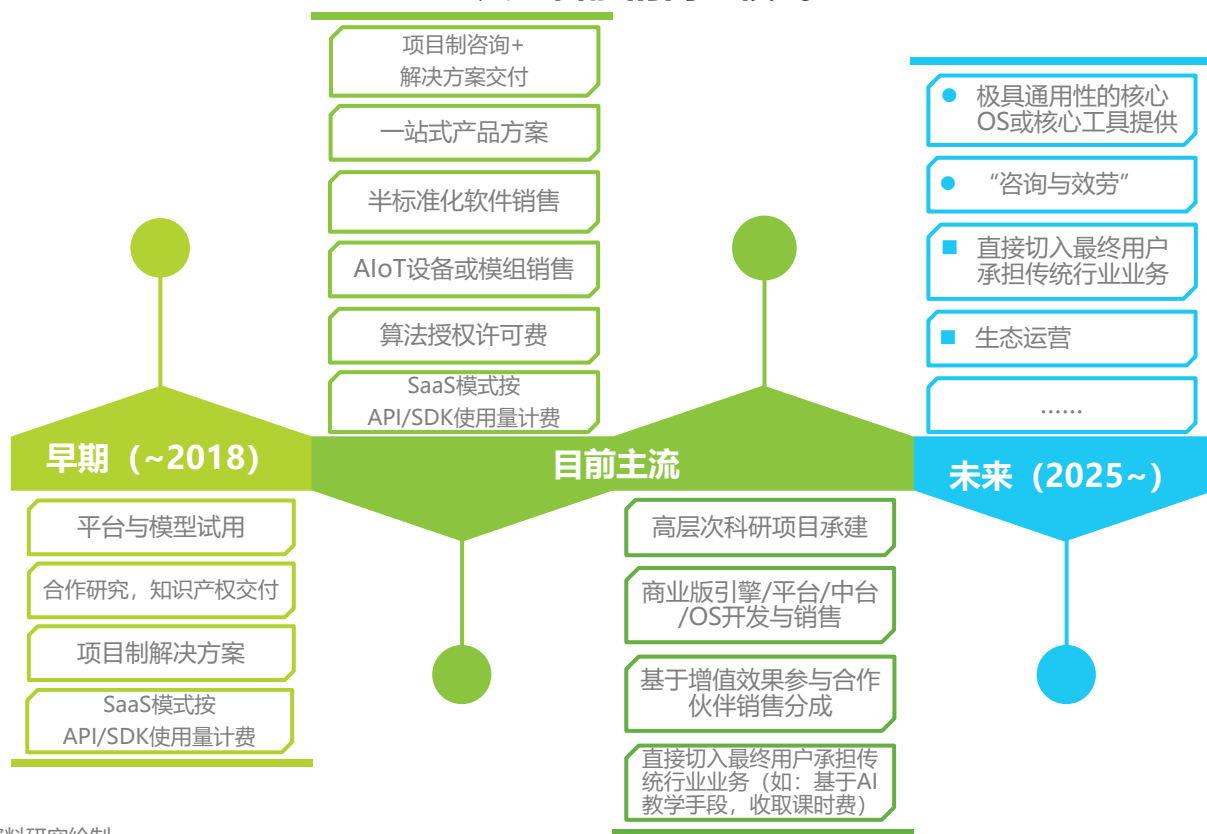 项目制咨询+
解决方案交付
一站式产品方案
半标准化软件销售
AIoT设备或模组销售
算法授权许可费
SaaS模式按
API/SDK使用量计费
极具通用性的核心
OS或核心工具提供
“咨询与效劳”
直接切入最终用户
承担传统行业业务
生态运营
……
早期（~2018）
目前主流
未来（2025~）
平台与模型试用
合作研究，知识产权交付
项目制解决方案
SaaS模式按
API/SDK使用量计费
高层次科研项目承建
商业版引擎/平台/中台
/OS开发与销售
基于增值效果参与合作
伙伴销售分成
直接切入最终用户承担传
统行业业务（如：基于AI
教学手段，收取课时费）